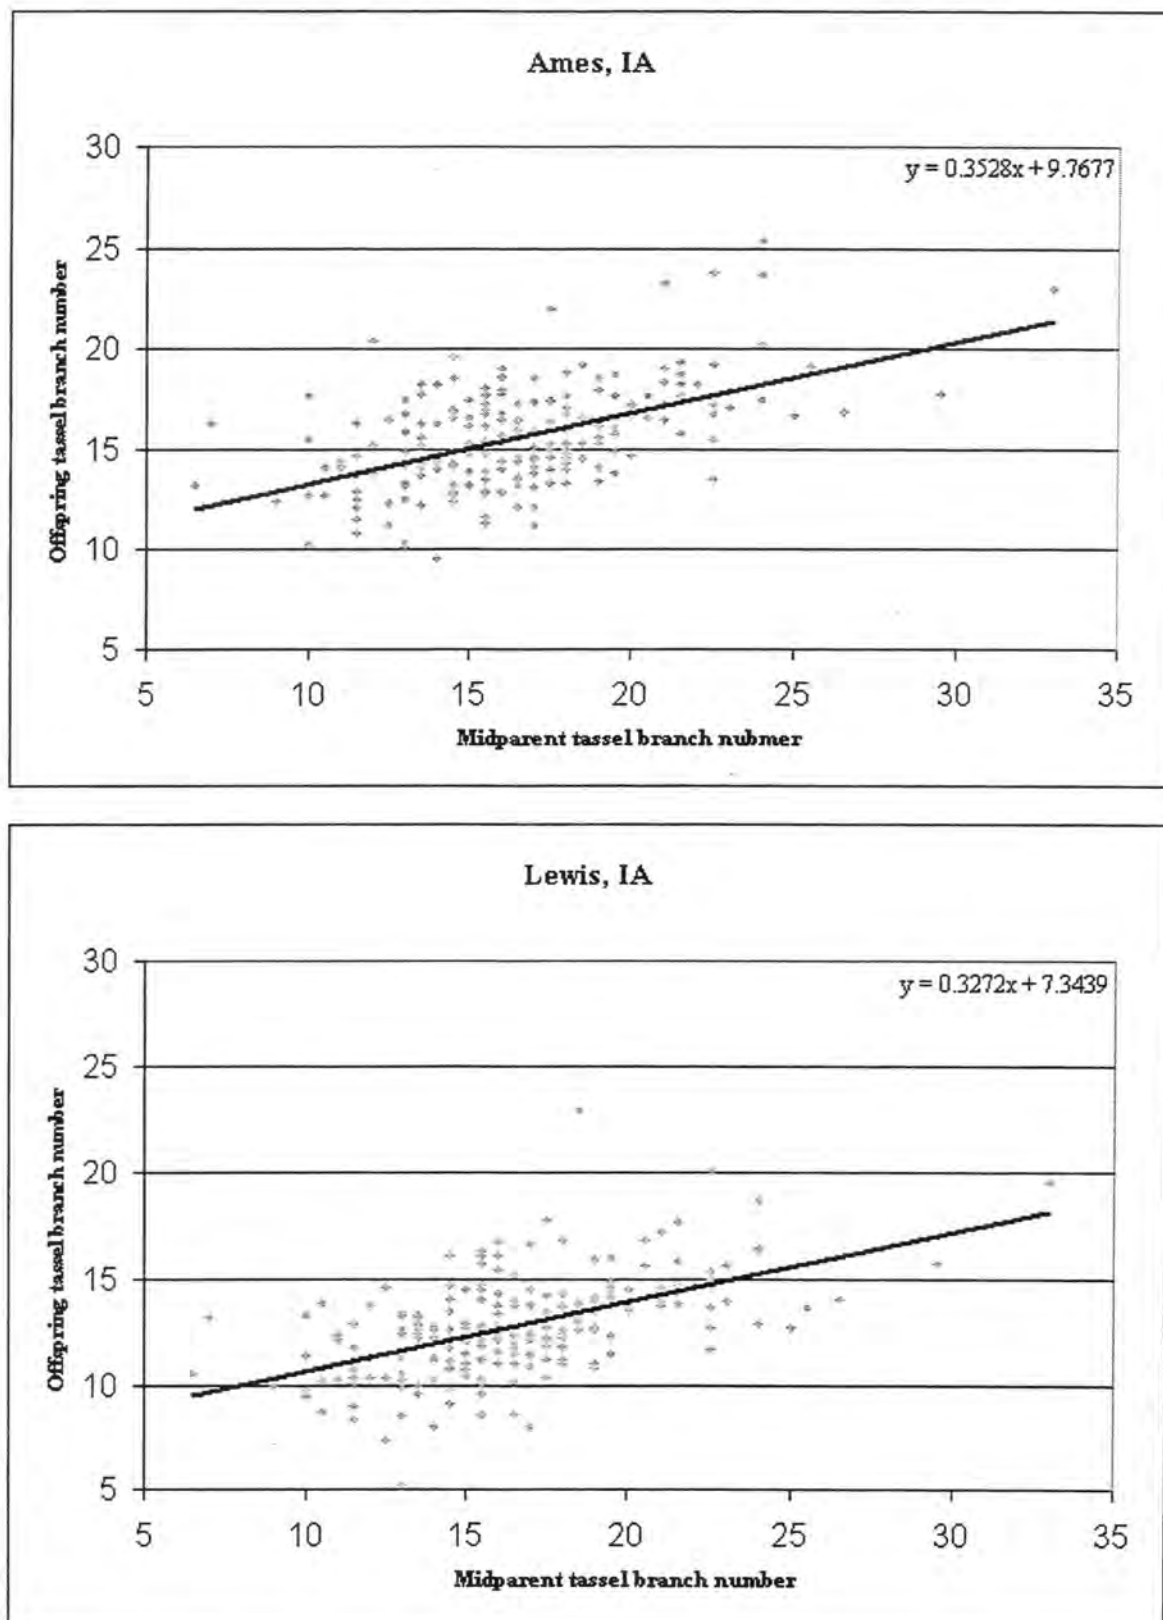 Ames, IA
30
y = 0.3528x + 9.7677
25
20
15
10
5
Offspring tassel branch number
5 10 15 20 25 30 35
Midparent tassel branch nubmer
Lewis, IA
30
y = 0.3272x + 7.3439
25
20
15
10
5
Offspring tassel branch number
5 10 15 20 25 30 35
Midparent tassel branch number